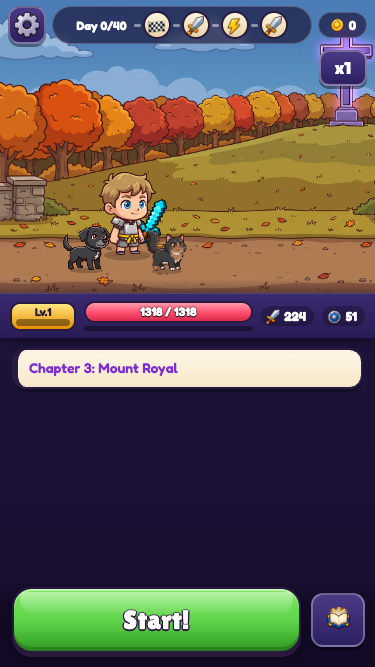 Day 0/40
0
x1
Lv.1
1318 / 1318
224
51
Chapter 3: Mount Royal
Start!